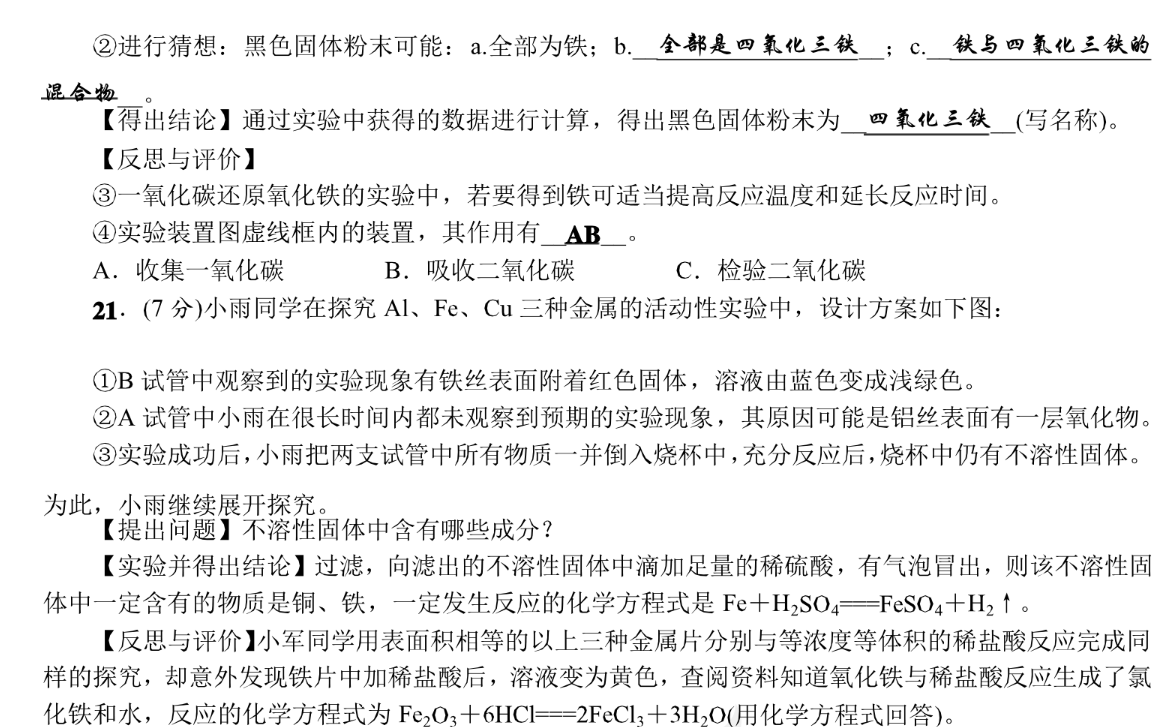 ②进行猜想：黑色固体粉末可能：a.全部为铁；b.__全部是四氧化三铁__；c.__铁与四氧化三铁的
混合物__。
【得出结论】通过实验中获得的数据进行计算，得出黑色固体粉末为__四氧化三铁__(写名称)。
【反思与评价】
③一氧化碳还原氧化铁的实验中，若要得到铁可适当提高反应温度和延长反应时间。
④实验装置图虚线框内的装置，其作用有__AB__。
A．收集一氧化碳 B．吸收二氧化碳 C．检验二氧化碳
21．(7 分)小雨同学在探究 Al、Fe、Cu 三种金属的活动性实验中，设计方案如下图：
①B 试管中观察到的实验现象有铁丝表面附着红色固体，溶液由蓝色变成浅绿色。
②A 试管中小雨在很长时间内都未观察到预期的实验现象，其原因可能是铝丝表面有一层氧化物。
③实验成功后，小雨把两支试管中所有物质一并倒入烧杯中，充分反应后，烧杯中仍有不溶性固体。
为此，小雨继续展开探究。
【提出问题】不溶性固体中含有哪些成分？
【实验并得出结论】过滤，向滤出的不溶性固体中滴加足量的稀硫酸，有气泡冒出，则该不溶性固
体中一定含有的物质是铜、铁，一定发生反应的化学方程式是 Fe＋H₂SO₄===FeSO₄＋H₂↑。
【反思与评价】小军同学用表面积相等的以上三种金属片分别与等浓度等体积的稀盐酸反应完成同
样的探究，却意外发现铁片中加稀盐酸后，溶液变为黄色，查阅资料知道氧化铁与稀盐酸反应生成了氯
化铁和水，反应的化学方程式为 Fe₂O₃＋6HCl===2FeCl₃＋3H₂O(用化学方程式回答)。